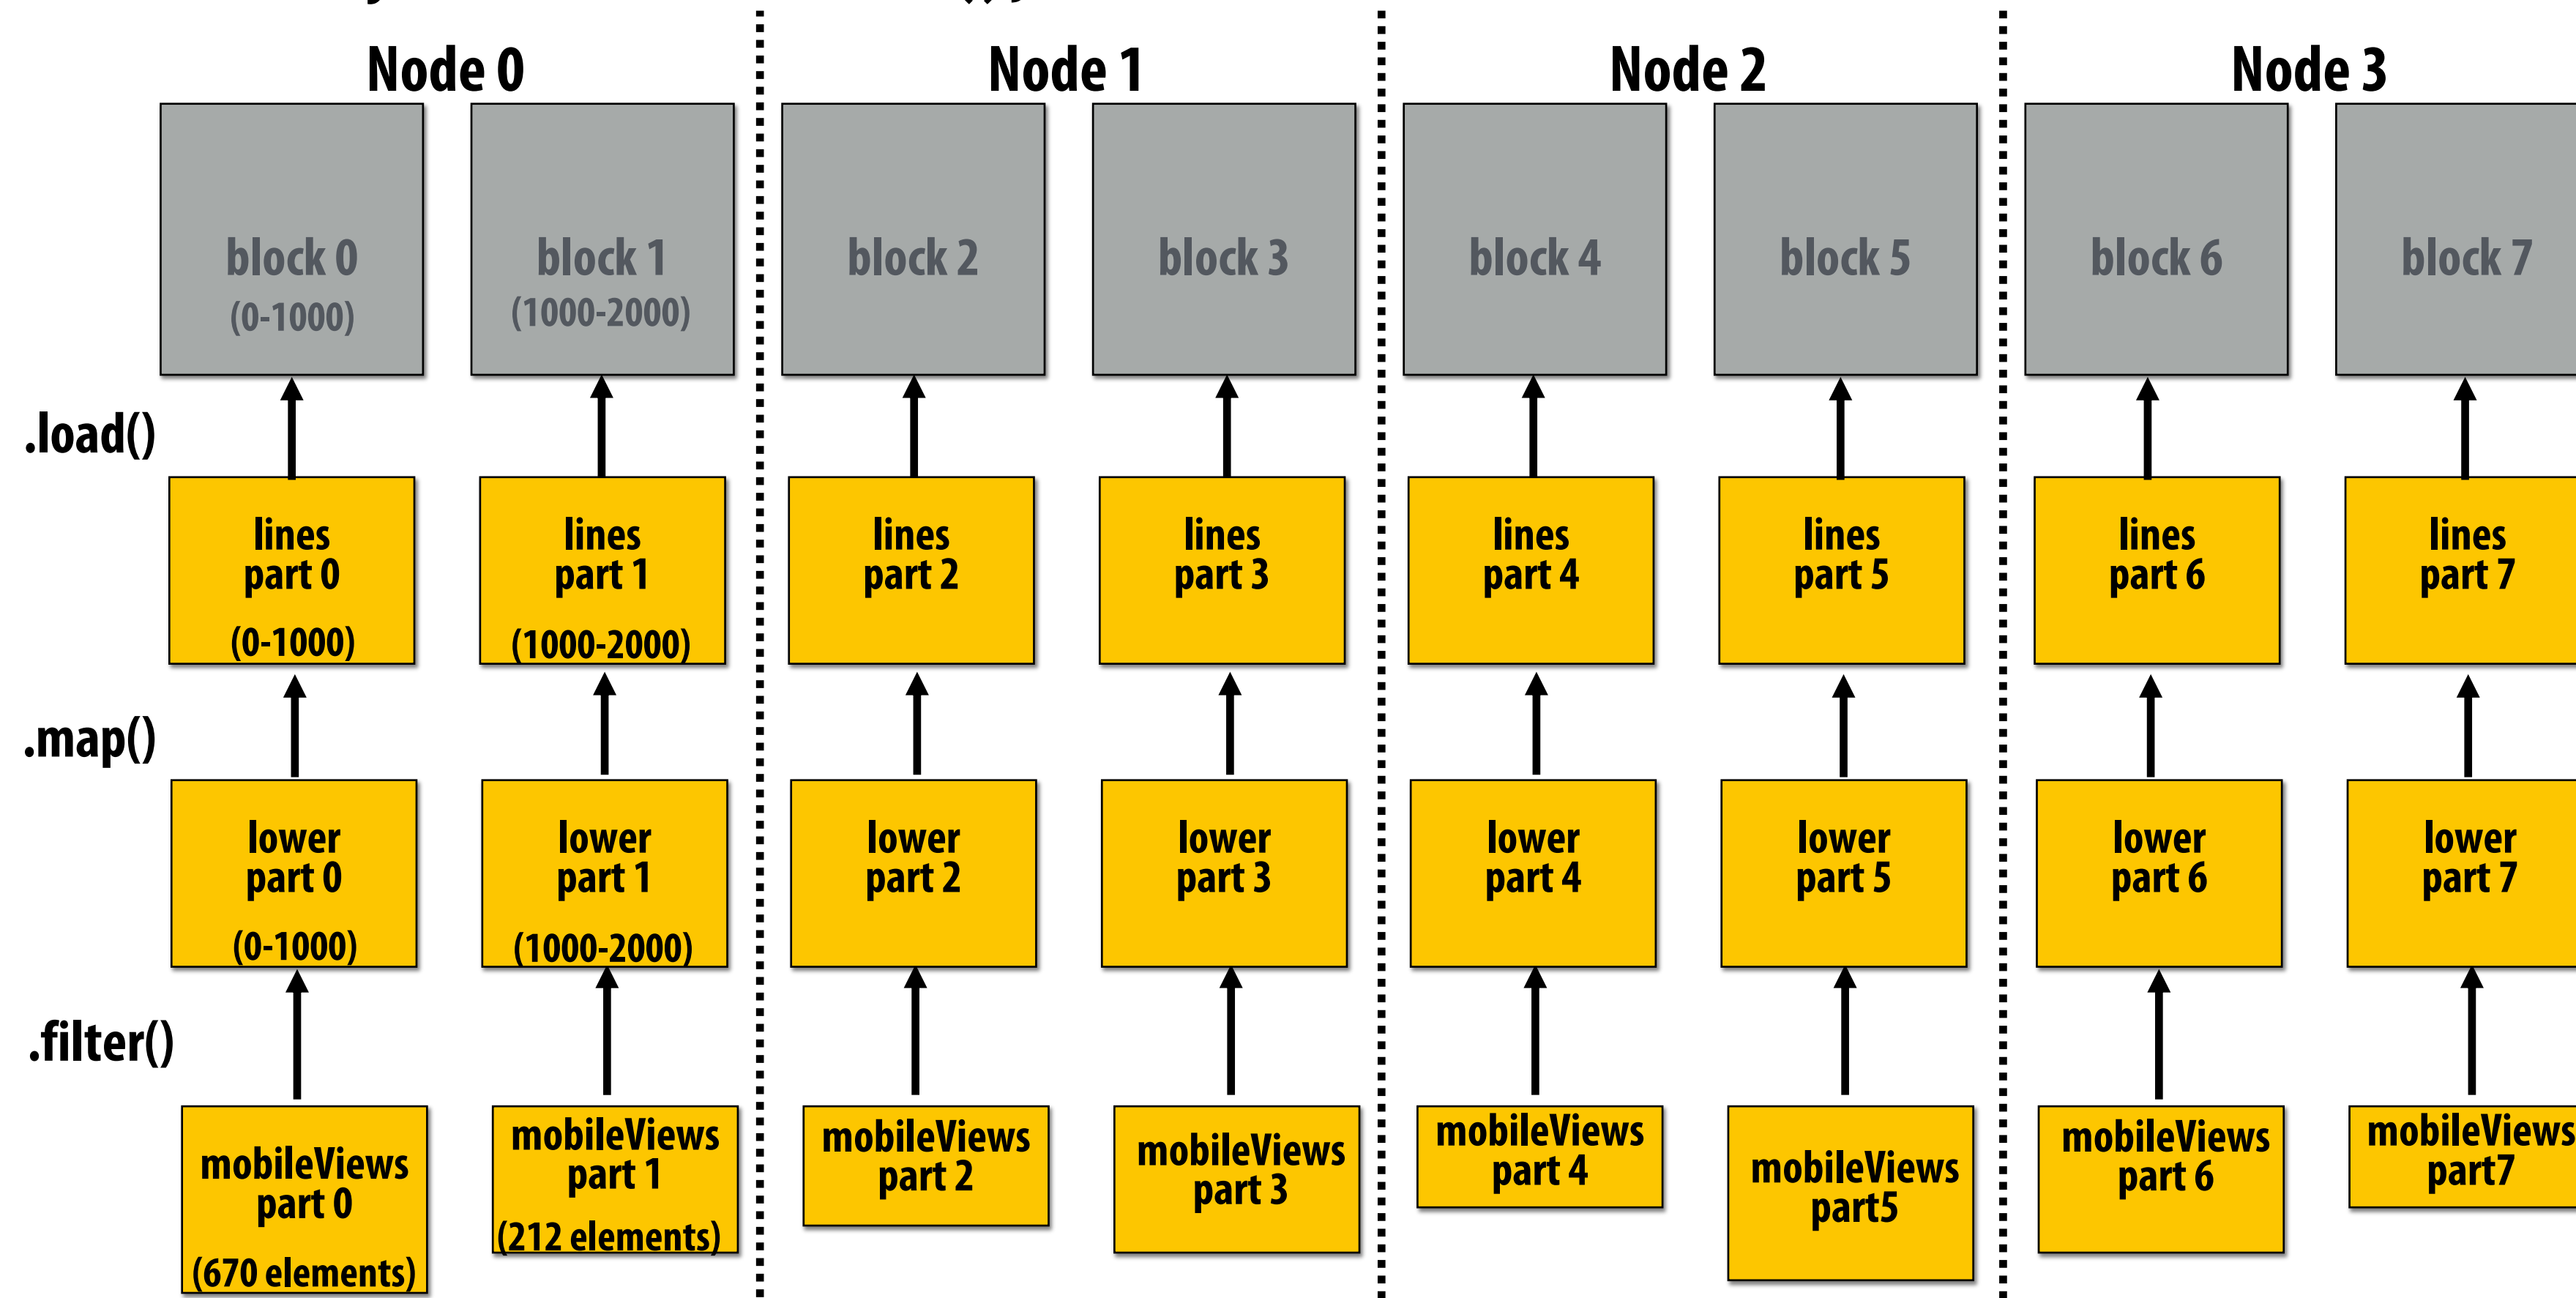 Node 0
Node 1
Node 2
Node 3
block 0
(0-1000)
block 1
(1000-2000)
block 2
block 3
block 4
block 5
block 6
block 7
.load()
lines
part 0
(0-1000)
lines
part 1
(1000-2000)
lines
part 2
lines
part 3
lines
part 4
lines
part 5
lines
part 6
lines
part 7
.map()
lower
part 0
(0-1000)
lower
part 1
(1000-2000)
lower
part 2
lower
part 3
lower
part 4
lower
part 5
lower
part 6
lower
part 7
.filter()
mobileViews
part 0
(670 elements)
mobileViews
part 1
(212 elements)
mobileViews
part 2
mobileViews
part 3
mobileViews
part 4
mobileViews
part5
mobileViews
part 6
mobileViews
part7